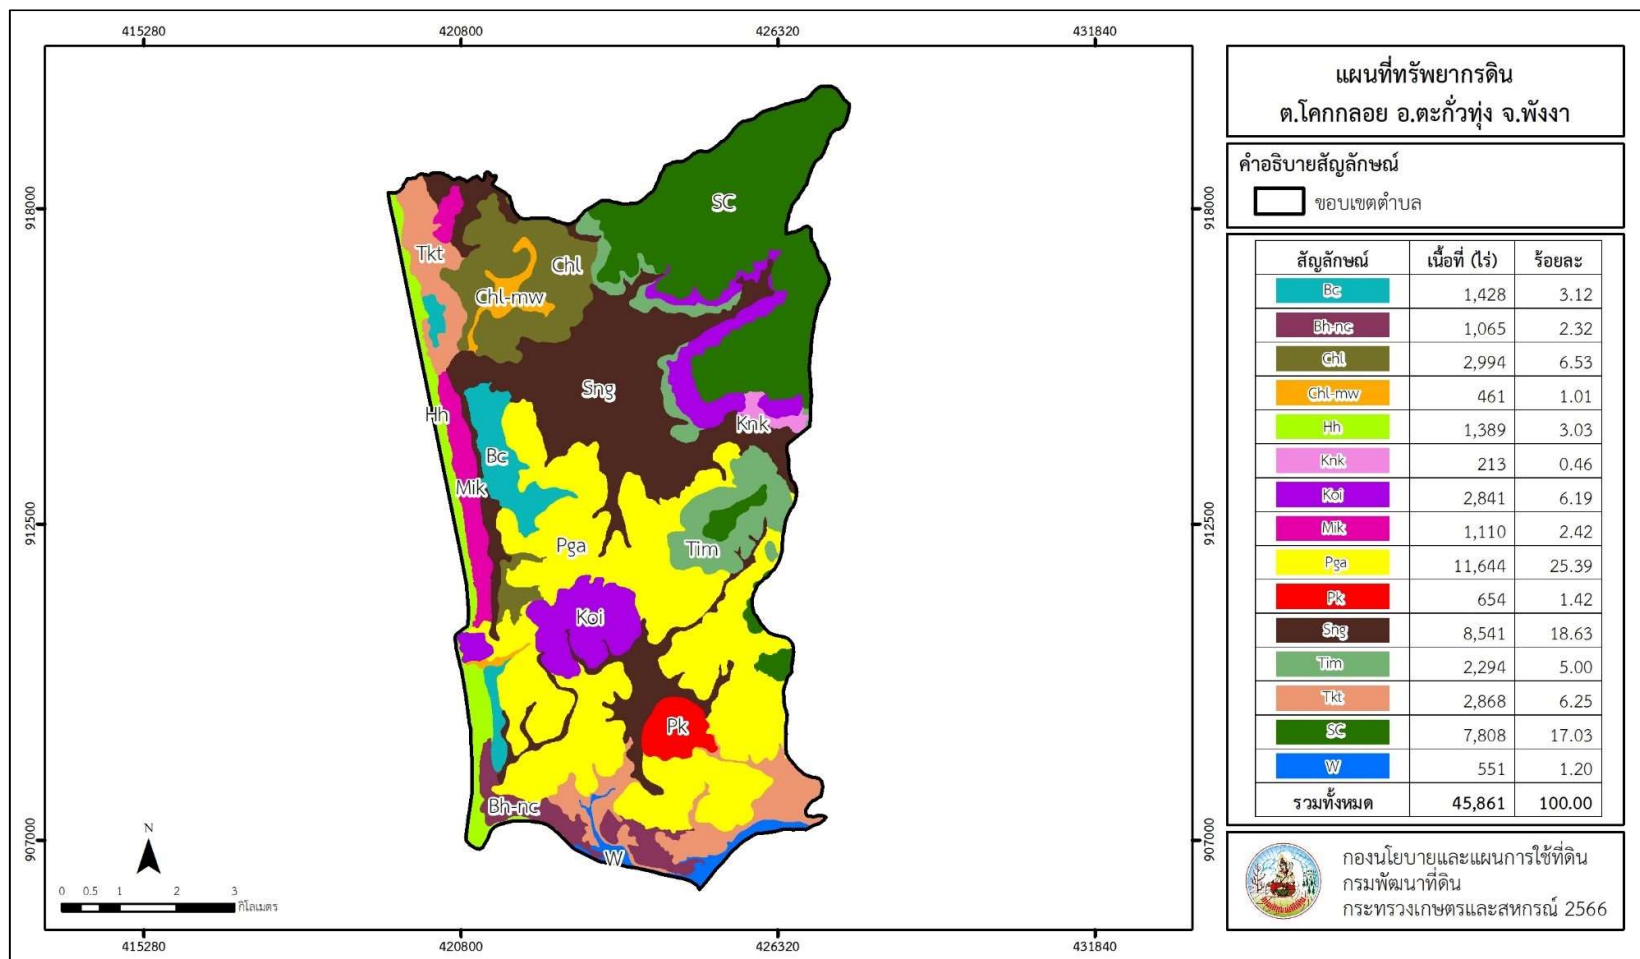 415280 420800 426320 431840
แผนที่ทรัพยากรดิน
ต.โคกกลอย อ.ตะกั่วทุ่ง จ.พังงา
คำอธิบายสัญลักษณ์
ขอบเขตตำบล
918000 918000
912500 912500
907000 907000
SC
Tkt
Chl
Chl-mw
Sng
Hh
Knk
Bc
Mik
Pga
Tim
Koi
Pk
Bh-nc
W
สัญลักษณ์ เนื้อที่ (ไร่) ร้อยละ
Bc 1,428 3.12
Bh-nc 1,065 2.32
Chl 2,994 6.53
Chl-mw 461 1.01
Hh 1,389 3.03
Knk 213 0.46
Koi 2,841 6.19
Mik 1,110 2.42
Pga 11,644 25.39
Pk 654 1.42
Sng 8,541 18.63
Tim 2,294 5.00
Tkt 2,868 6.25
SC 7,808 17.03
W 551 1.20
รวมทั้งหมด 45,861 100.00
N
0 0.5 1 2 3
กิโลเมตร
กองนโยบายและแผนการใช้ที่ดิน
กรมพัฒนาที่ดิน
กระทรวงเกษตรและสหกรณ์ 2566
415280 420800 426320 431840